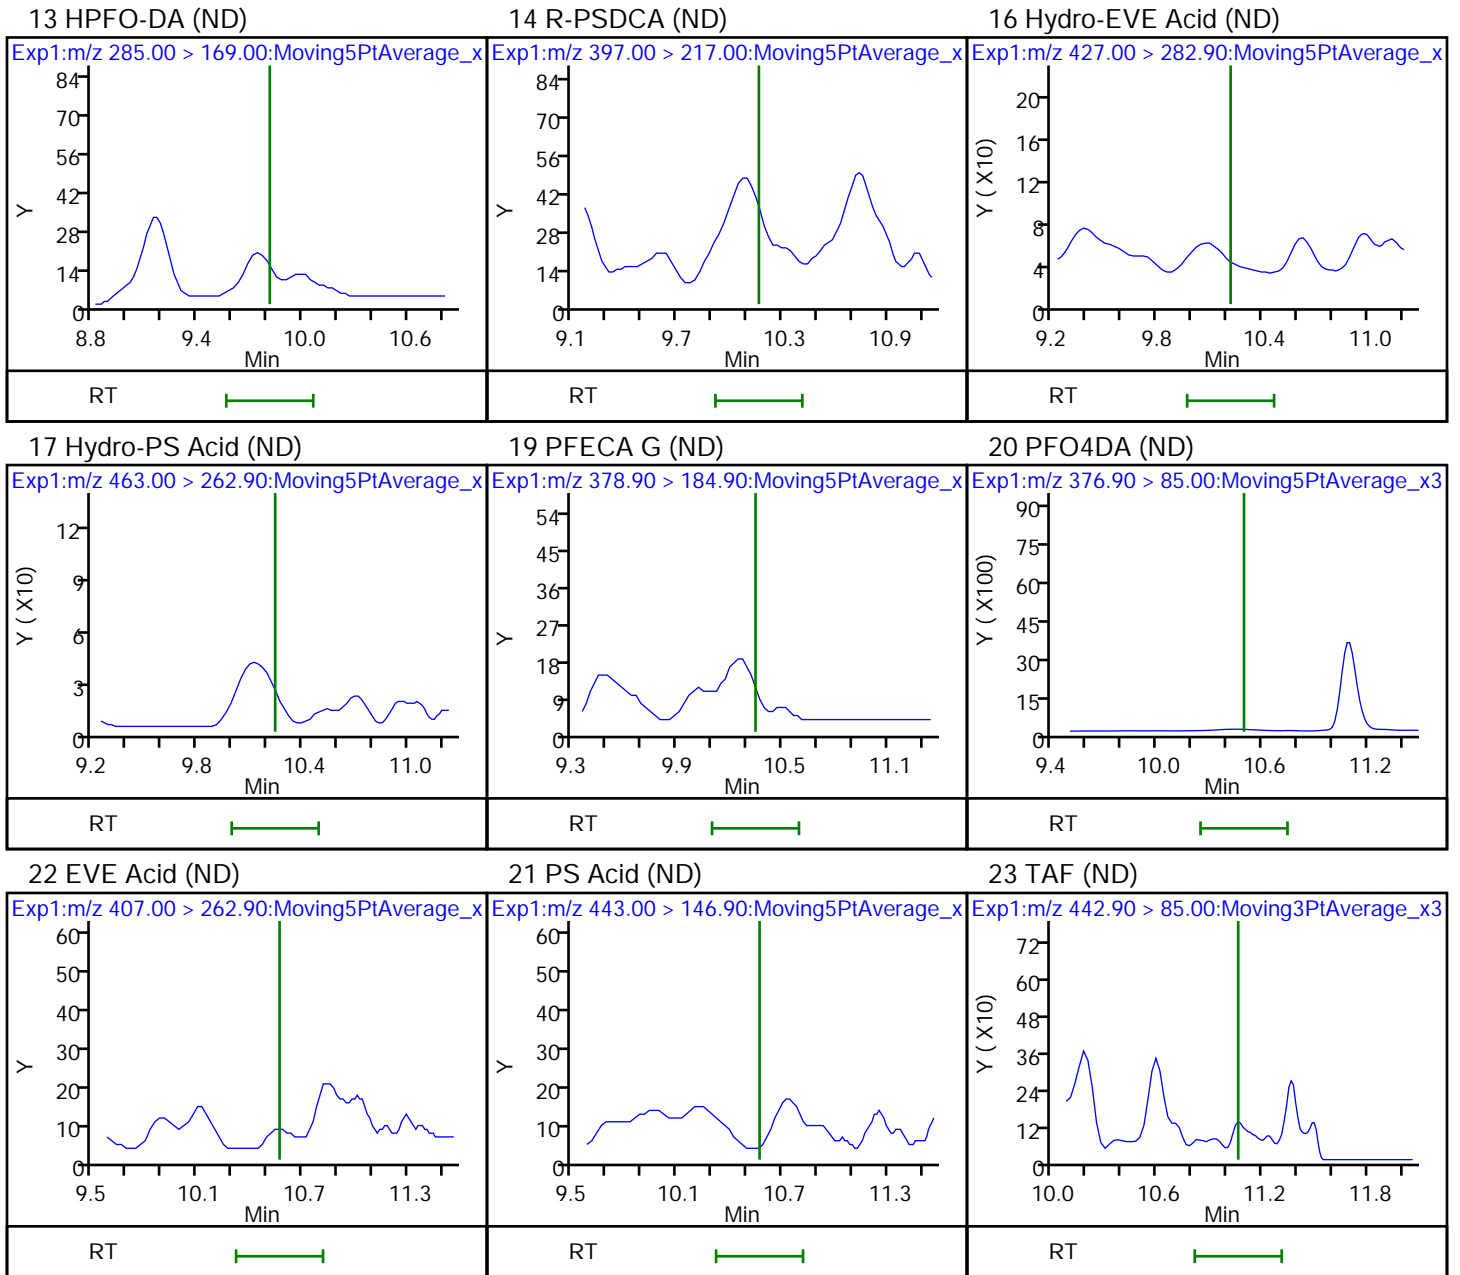 13 HPFO-DA (ND)
Exp1:m/z 285.00 > 169.00:Moving5PtAverage_x
84
70
56
42
28
14
0
Y
8.8 9.4 10.0 10.6
Min
RT
14 R-PSDCA (ND)
Exp1:m/z 397.00 > 217.00:Moving5PtAverage_x
84
70
56
42
28
14
0
Y
9.1 9.7 10.3 10.9
Min
RT
16 Hydro-EVE Acid (ND)
Exp1:m/z 427.00 > 282.90:Moving5PtAverage_x
20
16
12
8
4
0
Y ( X10)
9.2 9.8 10.4 11.0
Min
RT
17 Hydro-PS Acid (ND)
Exp1:m/z 463.00 > 262.90:Moving5PtAverage_x
12
9
6
3
0
Y ( X10)
9.2 9.8 10.4 11.0
Min
RT
19 PFECA G (ND)
Exp1:m/z 378.90 > 184.90:Moving5PtAverage_x
54
45
36
27
18
9
0
Y
9.3 9.9 10.5 11.1
Min
RT
20 PFO4DA (ND)
Exp1:m/z 376.90 > 85.00:Moving5PtAverage_x3
90
75
60
45
30
15
0
Y ( X100)
9.4 10.0 10.6 11.2
Min
RT
22 EVE Acid (ND)
Exp1:m/z 407.00 > 262.90:Moving5PtAverage_x
60
50
40
30
20
10
0
Y
9.5 10.1 10.7 11.3
Min
RT
21 PS Acid (ND)
Exp1:m/z 443.00 > 146.90:Moving5PtAverage_x
60
50
40
30
20
10
0
Y
9.5 10.1 10.7 11.3
Min
RT
23 TAF (ND)
Exp1:m/z 442.90 > 85.00:Moving3PtAverage_x3
72
60
48
36
24
12
0
Y ( X10)
10.0 10.6 11.2 11.8
Min
RT